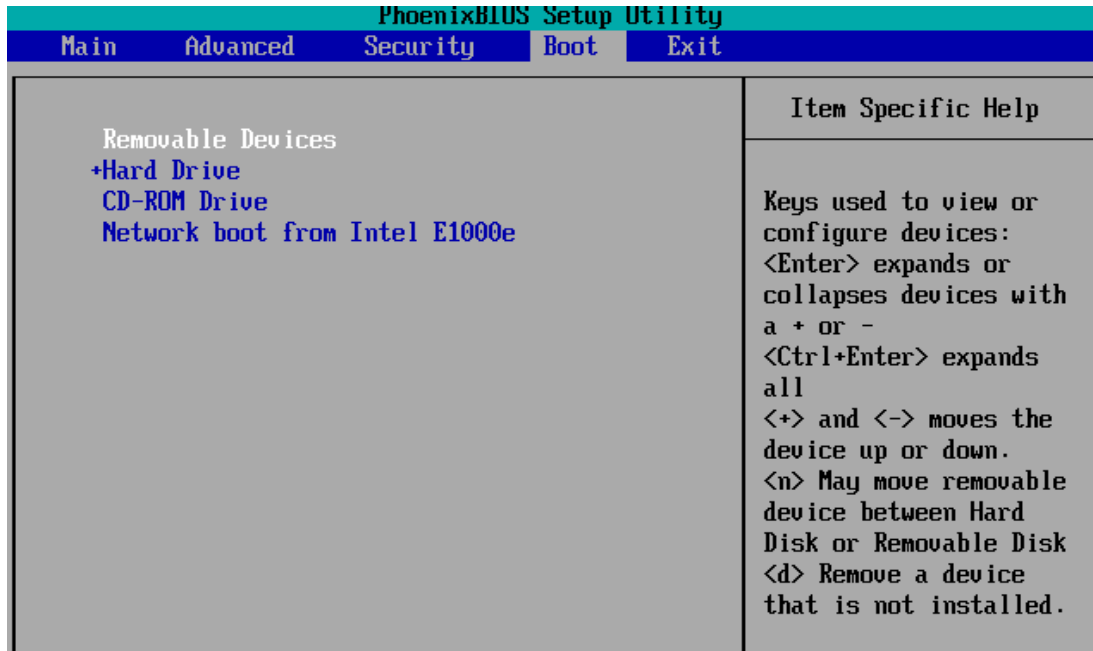 PhoenixBIOS Setup Utility
Main Advanced Security Boot Exit
Removable Devices
+Hard Drive
CD-ROM Drive
Network boot from Intel E1000e
Item Specific Help
Keys used to view or
configure devices:
<Enter> expands or
collapses devices with
a + or -
<Ctrl+Enter> expands
all
<+> and <-> moves the
device up or down.
<n> May move removable
device between Hard
Disk or Removable Disk
<d> Remove a device
that is not installed.